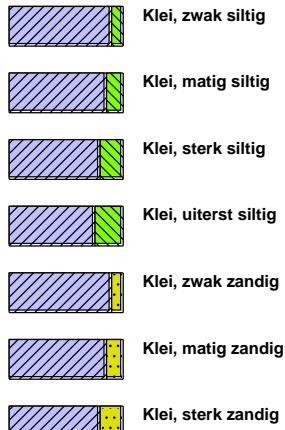 Klei, zwak siltig
Klei, matig siltig
Klei, sterk siltig
Klei, uiterst siltig
Klei, zwak zandig
Klei, matig zandig
Klei, sterk zandig